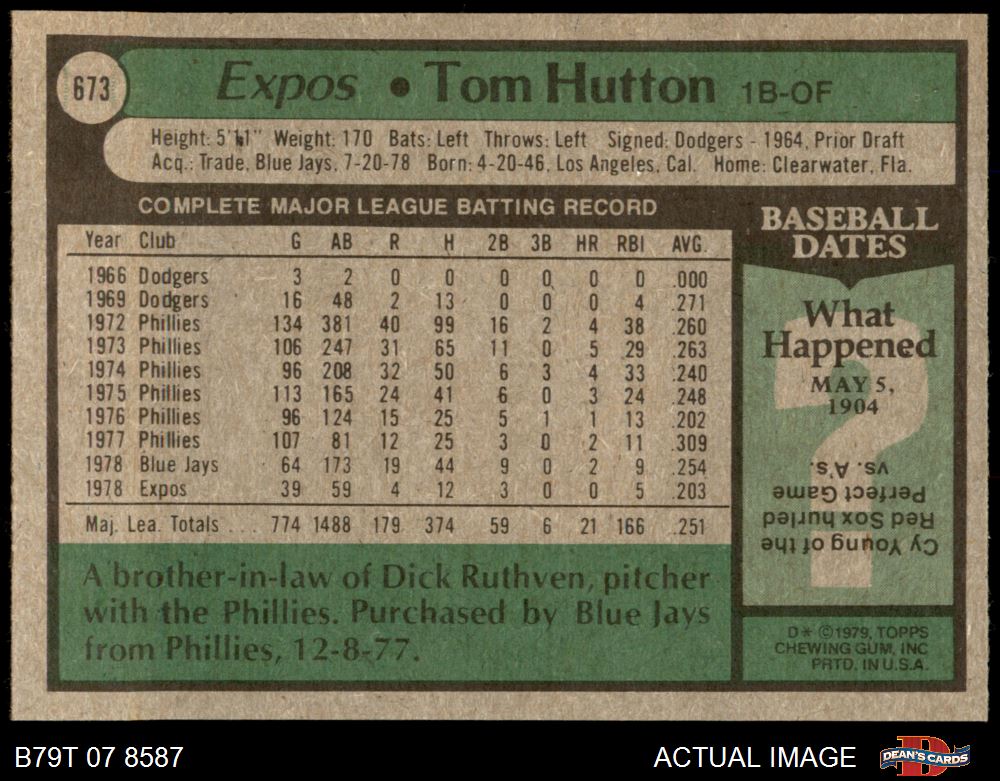 673
Expos • Tom Hutton 1B-OF
Height: 5'11" Weight: 170 Bats: Left Throws: Left Signed: Dodgers - 1964, Prior Draft
Acq.: Trade, Blue Jays, 7-20-78 Born: 4-20-46, Los Angeles, Cal. Home: Clearwater, Fla.
COMPLETE MAJOR LEAGUE BATTING RECORD
Year Club G AB R H 2B 3B HR RBI AVG.
1966 Dodgers 3 2 0 0 0 0 0 0 .000
1969 Dodgers 16 48 2 13 0 0 0 4 .271
1972 Phillies 134 381 40 99 16 2 4 38 .260
1973 Phillies 106 247 31 65 11 0 5 29 .263
1974 Phillies 96 208 32 50 6 3 4 33 .240
1975 Phillies 113 165 24 41 6 0 3 24 .248
1976 Phillies 96 124 15 25 5 1 1 13 .202
1977 Phillies 107 81 12 25 3 0 2 11 .309
1978 Blue Jays 64 173 19 44 9 0 2 9 .254
1978 Expos 39 59 4 12 3 0 0 5 .203
Maj. Lea. Totals ... 774 1488 179 374 59 6 21 166 .251
A brother-in-law of Dick Ruthven, pitcher
with the Phillies. Purchased by Blue Jays
from Phillies, 12-8-77.
BASEBALL
DATES
What
Happened
MAY 5,
1904
?
Cy Young of the
Red Sox hurled
Perfect Game
vs. A's.
D* ©1979, TOPPS
CHEWING GUM, INC
PRTD. IN U.S.A.
B79T 07 8587
ACTUAL IMAGE
D
DEAN'S CARDS